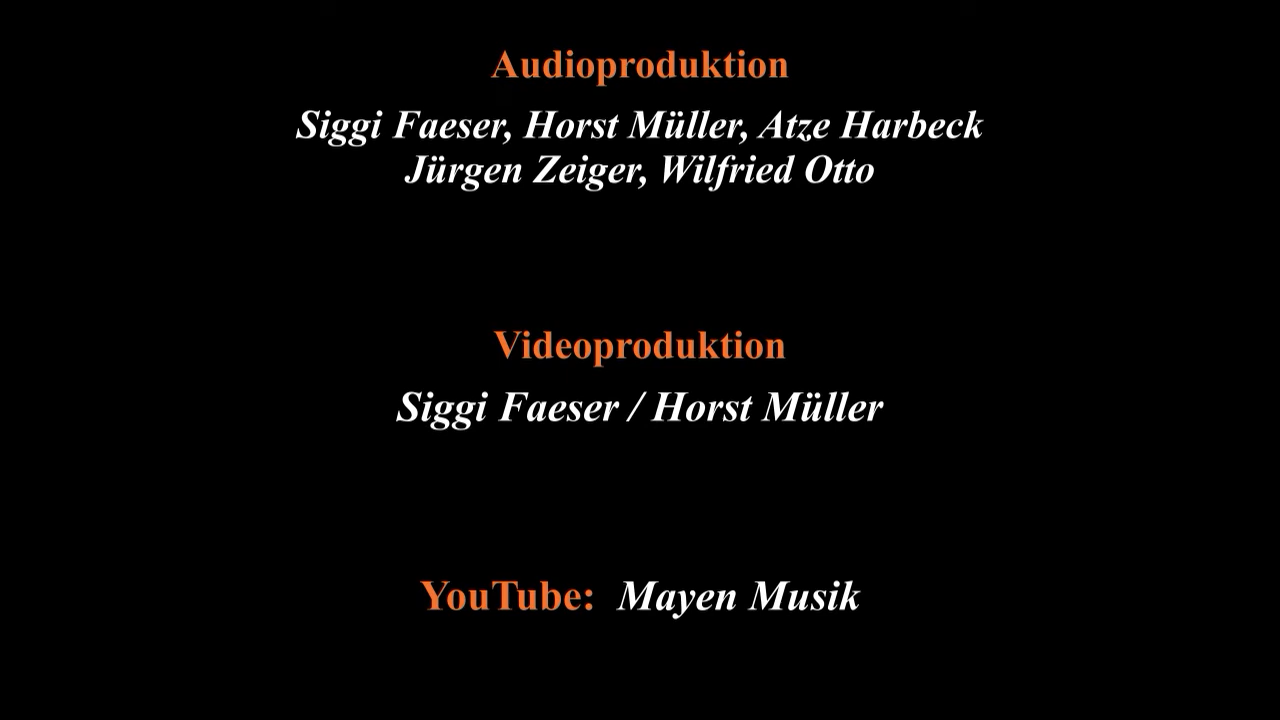 Audioproduktion
Siggi Faeser, Horst Müller, Atze Harbeck
Jürgen Zeiger, Wilfried Otto
Videoproduktion
Siggi Faeser / Horst Müller
YouTube: Mayen Musik